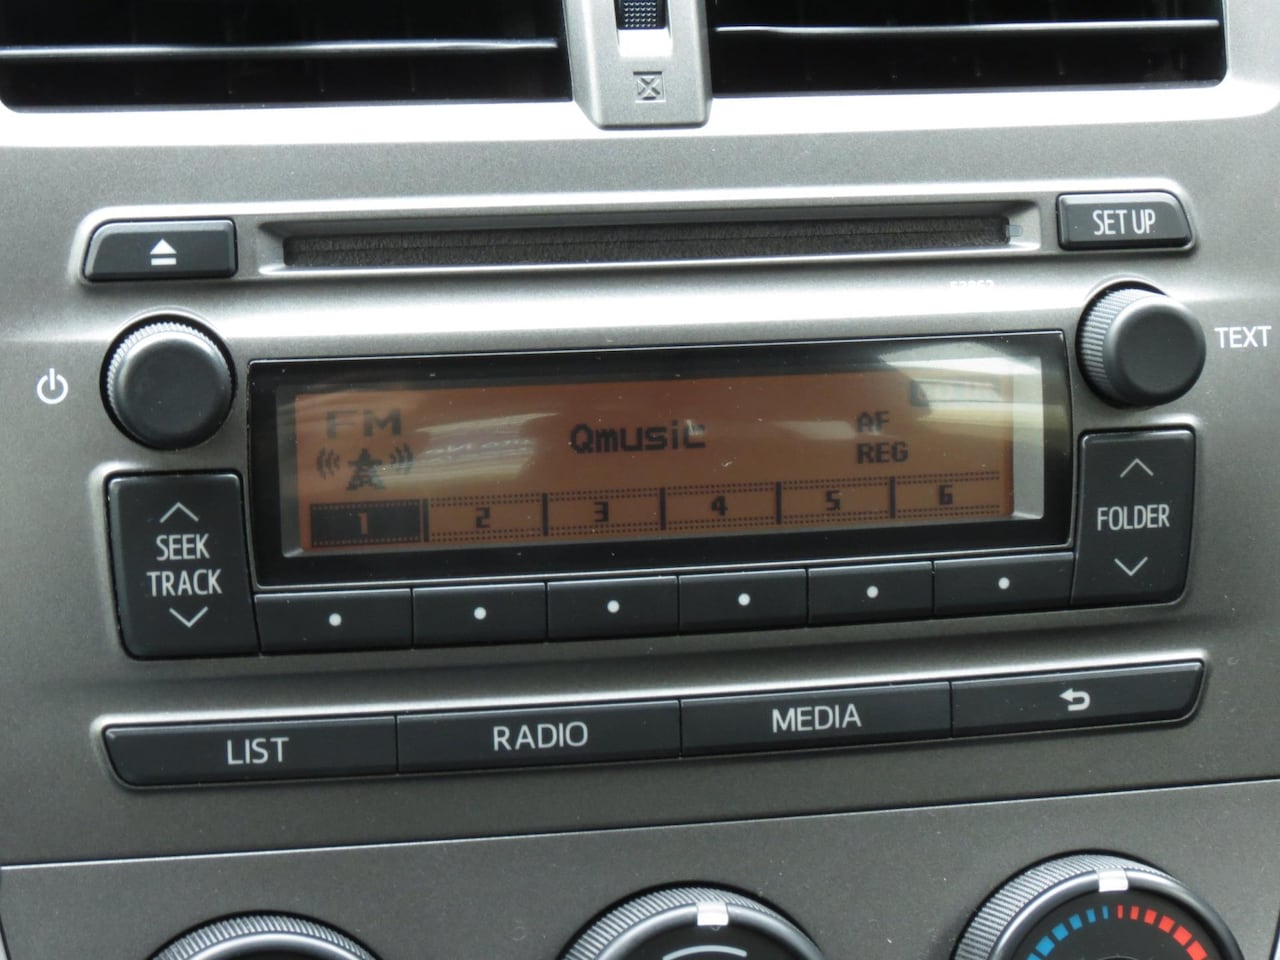 SET UP
TEXT
FM
Qmusic
AF
REG
1 2 3 4 5 6
SEEK
TRACK
FOLDER
LIST RADIO MEDIA